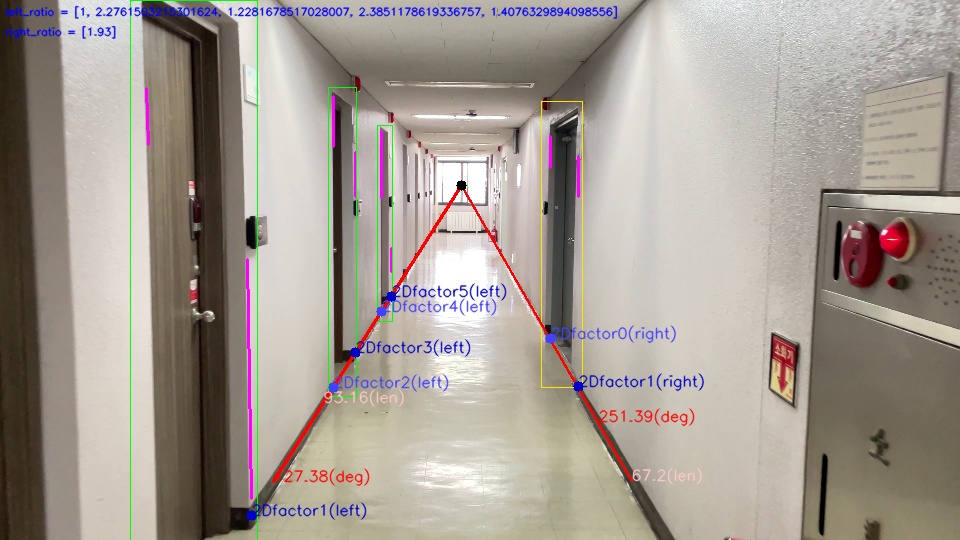 left_ratio = [1, 2.2761563215301624, 1.2281678517028007, 2.3851178619336757, 1.4076329894098556]
right_ratio = [1.93]
2Dfactor5(left)
2Dfactor4(left)
2Dfactor0(right)
2Dfactor3(left)
2Dfactor2(left)
2Dfactor1(right)
93.16(len)
251.39(deg)
27.38(deg)
67.2(len)
2Dfactor1(left)
소화기